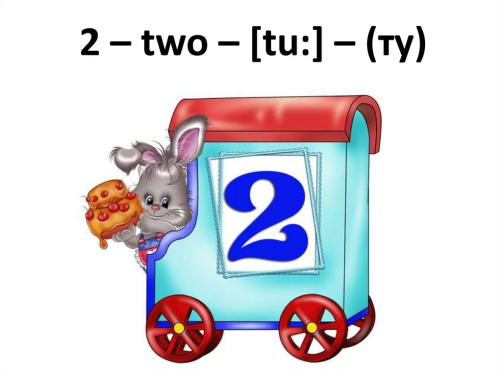 2 – two – [tu:] – (ту)
2